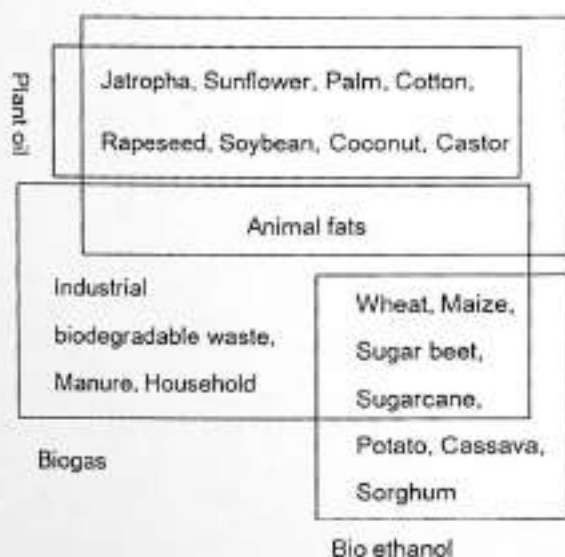 Plant oil
Jatropha, Sunflower, Palm, Cotton,
Rapeseed, Soybean, Coconut, Castor
Animal fats
Industrial
biodegradable waste,
Manure, Household
Wheat, Maize,
Sugar beet,
Sugarcane,
Potato, Cassava,
Sorghum
Biogas
Bio ethanol